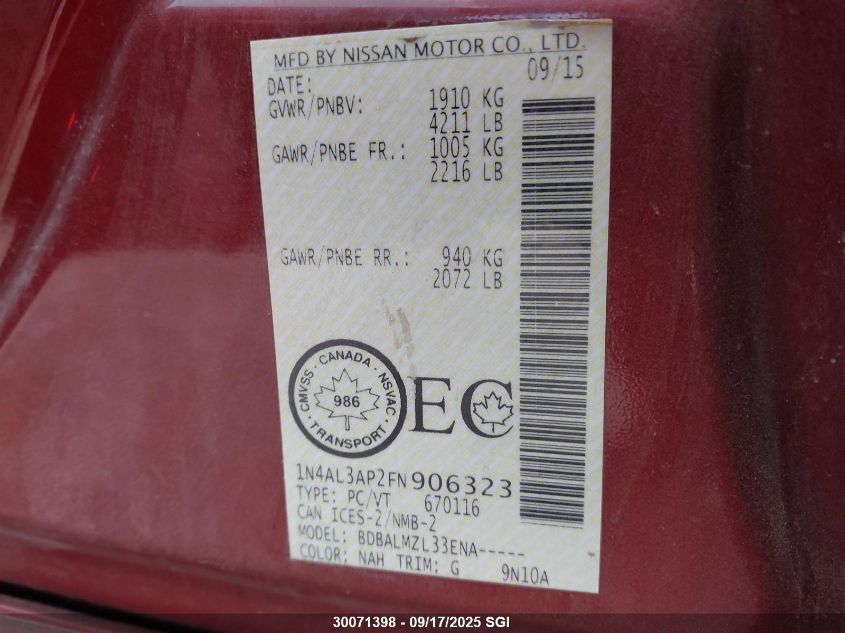 MFD BY NISSAN MOTOR CO., LTD.
DATE: 09/15
GVWR/PNBV: 1910 KG
4211 LB
GAWR/PNBE FR.: 1005 KG
2216 LB
GAWR/PNBE RR.: 940 KG
2072 LB
CMVSS · CANADA · NSVAC · TRANSPORT ·
986
EC
1N4AL3AP2FN906323
TYPE: PC/VT 670116
CAN ICES-2/NMB-2
MODEL: BDBALMZL33ENA-----
COLOR: NAH TRIM: G 9N10A
30071398 - 09/17/2025 SGI